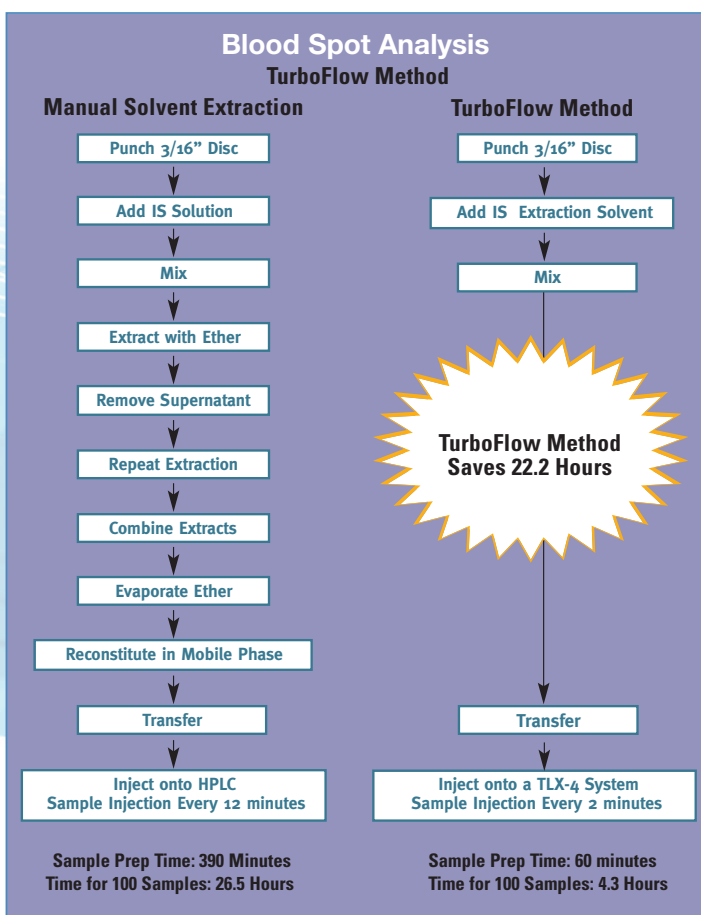 Blood Spot Analysis
TurboFlow Method
Manual Solvent Extraction
Punch 3/16” Disc
Add IS Solution
Mix
Extract with Ether
Remove Supernatant
Repeat Extraction
Combine Extracts
Evaporate Ether
Reconstitute in Mobile Phase
Transfer
Inject onto HPLC
Sample Injection Every 12 minutes
Sample Prep Time: 390 Minutes
Time for 100 Samples: 26.5 Hours
TurboFlow Method
Punch 3/16” Disc
Add IS Extraction Solvent
Mix
TurboFlow Method
Saves 22.2 Hours
Transfer
Inject onto a TLX-4 System
Sample Injection Every 2 minutes
Sample Prep Time: 60 minutes
Time for 100 Samples: 4.3 Hours